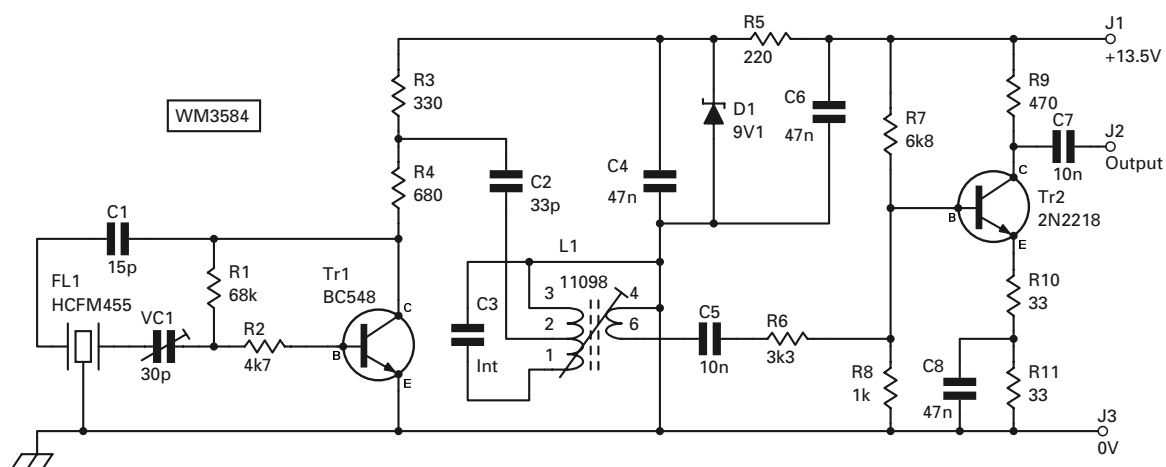 R5
220
J1
+13.5V
R3
330
WM3584
D1
9V1
C6
47n
R7
6k8
R9
470
C7
10n
J2
Output
R4
680
C2
33p
C4
47n
C
B
E
Tr2
2N2218
C1
15p
R1
68k
Tr1
BC548
L1
11098
FL1
HCFM455
VC1
30p
R2
4k7
C
B
E
C3
Int
3
2
1
4
6
C5
10n
R6
3k3
R10
33
R8
1k
C8
47n
R11
33
J3
0V